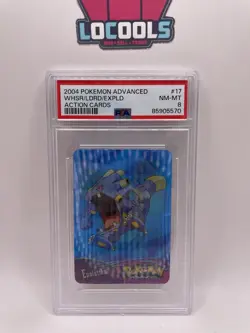 LOCOOLS
2004 POKEMON ADVANCED #17
WHSR/LDRD/EXPLD NM-MT
ACTION CARDS 8
PSA 85905570